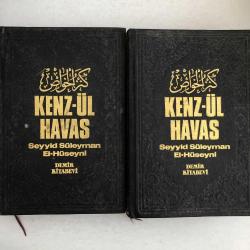 كنز الخواص
KENZ-ÜL
HAVAS
Seyyid Süleyman
El-Hüseyni
DEMİR
KİTABEVİ
كنز الخواص
KENZ-ÜL
HAVAS
Seyyid Süleyman
El-Hüseyni
DEMİR
KİTABEVİ